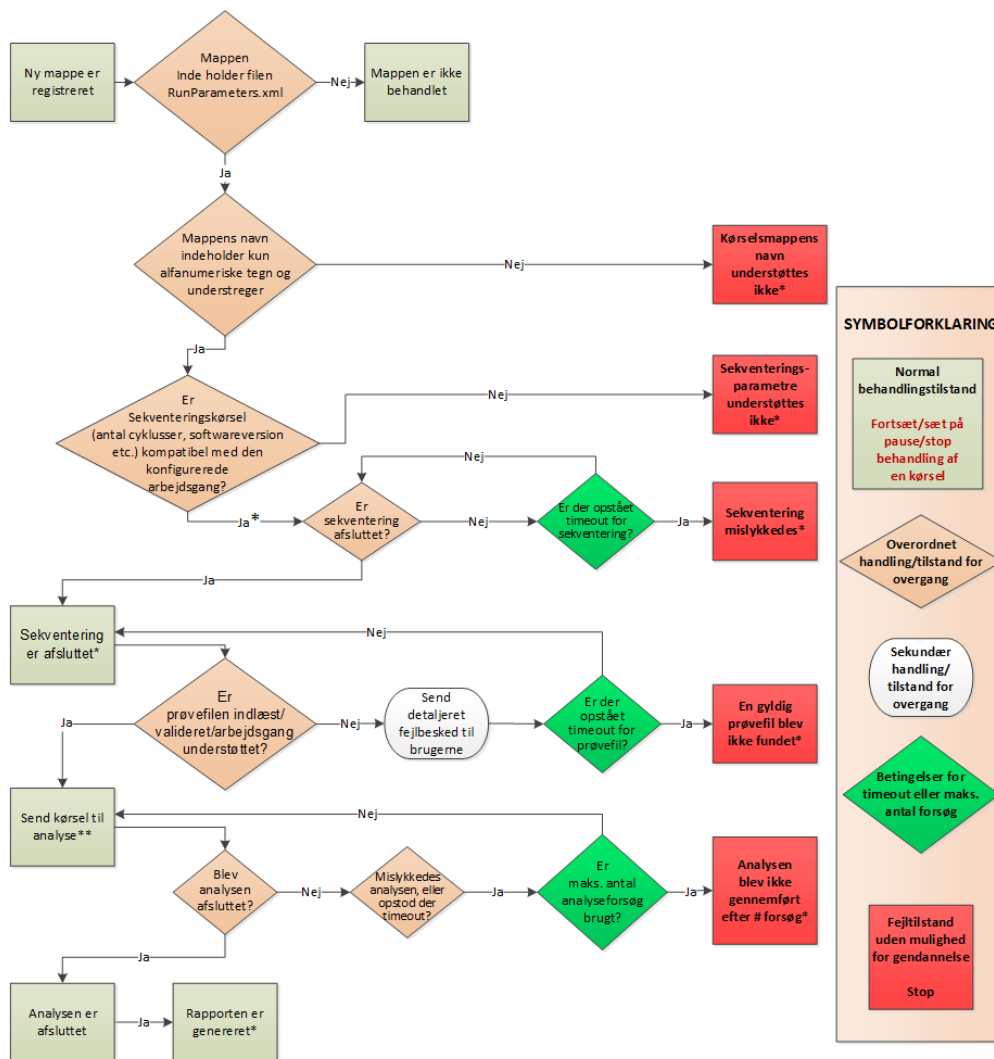 Ny mappe er
registreret
Mappen
Inde holder filen
RunParameters.xml
Nej
Mappen er ikke
behandlet
Ja
Mappens navn
indeholder kun
alfanumeriske tegn og
understreger
Nej
Kørselsmappens
navn
understøttes
ikke*
Ja
Er
Sekventeringskørsel
(antal cyklusser, softwareversion
etc.) kompatibel med den
konfigurerede
arbejdsgang?
Nej
Sekventerings-
parametre
understøttes
ikke*
Ja*
Er
sekventering
afsluttet?
Nej
Nej
Er der opstået
timeout for
sekventering?
Ja
Sekventering
mislykkedes*
Ja
Sekventering
er afsluttet*
Nej
Er
prøvefilen indlæst/
valideret/arbejdsgang
understøttet?
Ja
Nej
Send
detaljeret
fejlbesked til
brugerne
Er der
opstået
timeout for
prøvefil?
Ja
En gyldig
prøvefil blev
ikke fundet*
Send kørsel til
analyse**
Nej
Blev
analysen
afsluttet?
Nej
Mislykkedes
analysen, eller
opstod der
timeout?
Ja
Er
maks. antal
analyseforsøg
brugt?
Ja
Analysen
blev ikke
gennemført
efter # forsøg*
Ja
Analysen er
afsluttet
Ja
Rapporten er
genereret*
SYMBOLFORKLARING
Normal
behandlingstilstand
Fortsæt/sæt på
pause/stop
behandling af
en kørsel
Overordnet
handling/tilstand for
overgang
Sekundær
handling/
tilstand for
overgang
Betingelser for
timeout eller maks.
antal forsøg
Fejltilstand
uden mulighed
for gendannelse
Stop